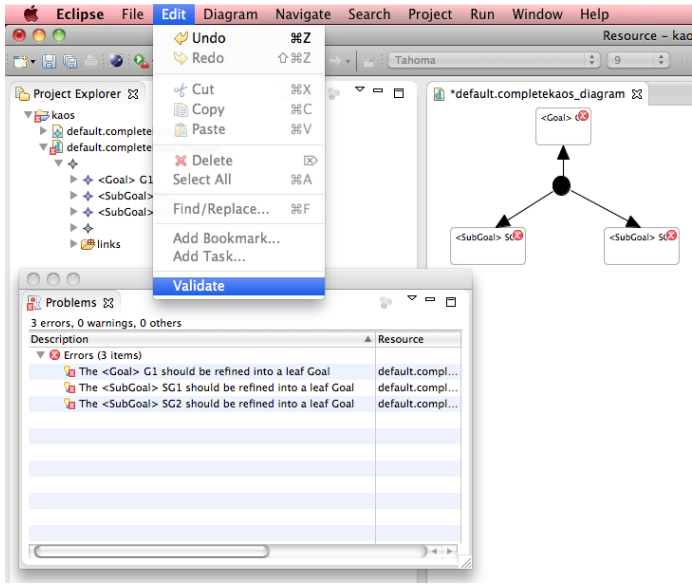 Eclipse File Edit Diagram Navigate Search Project Run Window Help
Resource - kao
Tahoma 9
Project Explorer
*default.completekaos_diagram
kaos
default.complete
default.complete
<Goal> G1
<SubGoal>
<SubGoal>
links
Undo ⌘Z
Redo ⇧⌘Z
Cut ⌘X
Copy ⌘C
Paste ⌘V
Delete ⌦
Select All ⌘A
Find/Replace... ⌘F
Add Bookmark...
Add Task...
Validate
<Goal>
<SubGoal> SG
<SubGoal> SG
Problems
3 errors, 0 warnings, 0 others
Description Resource
Errors (3 items)
The <Goal> G1 should be refined into a leaf Goal default.compl...
The <SubGoal> SG1 should be refined into a leaf Goal default.compl...
The <SubGoal> SG2 should be refined into a leaf Goal default.compl...